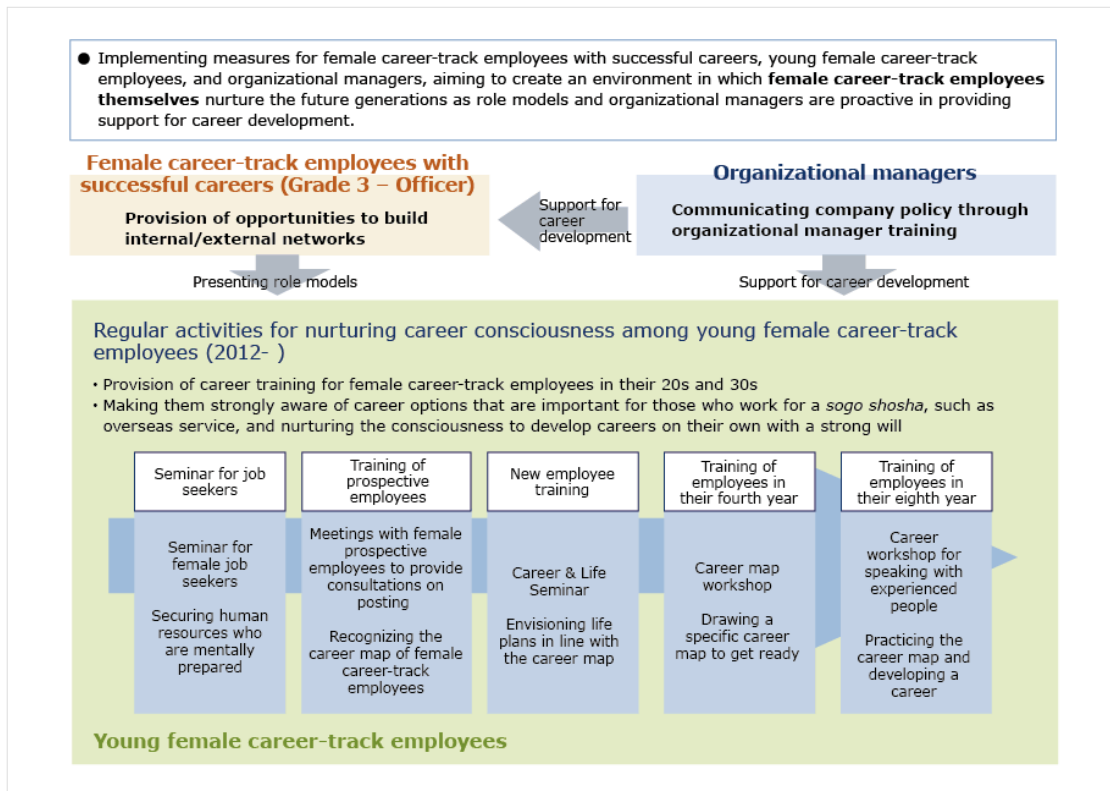 ● Implementing measures for female career-track employees with successful careers, young female career-track
employees, and organizational managers, aiming to create an environment in which female career-track employees
themselves nurture the future generations as role models and organizational managers are proactive in providing
support for career development.
Female career-track employees with
successful careers (Grade 3 – Officer)
Provision of opportunities to build
internal/external networks
Support for
career
development
Organizational managers
Communicating company policy through
organizational manager training
Presenting role models
Support for career development
Regular activities for nurturing career consciousness among young female career-track
employees (2012- )
・Provision of career training for female career-track employees in their 20s and 30s
・Making them strongly aware of career options that are important for those who work for a sogo shosha, such as
overseas service, and nurturing the consciousness to develop careers on their own with a strong will
Seminar for job
seekers
Seminar for
female job
seekers
Securing human
resources who
are mentally
prepared
Training of
prospective
employees
Meetings with female
prospective
employees to provide
consultations on
posting
Recognizing the
career map of female
career-track
employees
New employee
training
Career & Life
Seminar
Envisioning life
plans in line with
the career map
Training of
employees in
their fourth year
Career map
workshop
Drawing a
specific career
map to get ready
Training of
employees in
their eighth year
Career
workshop for
speaking with
experienced
people
Practicing the
career map and
developing a
career
Young female career-track employees